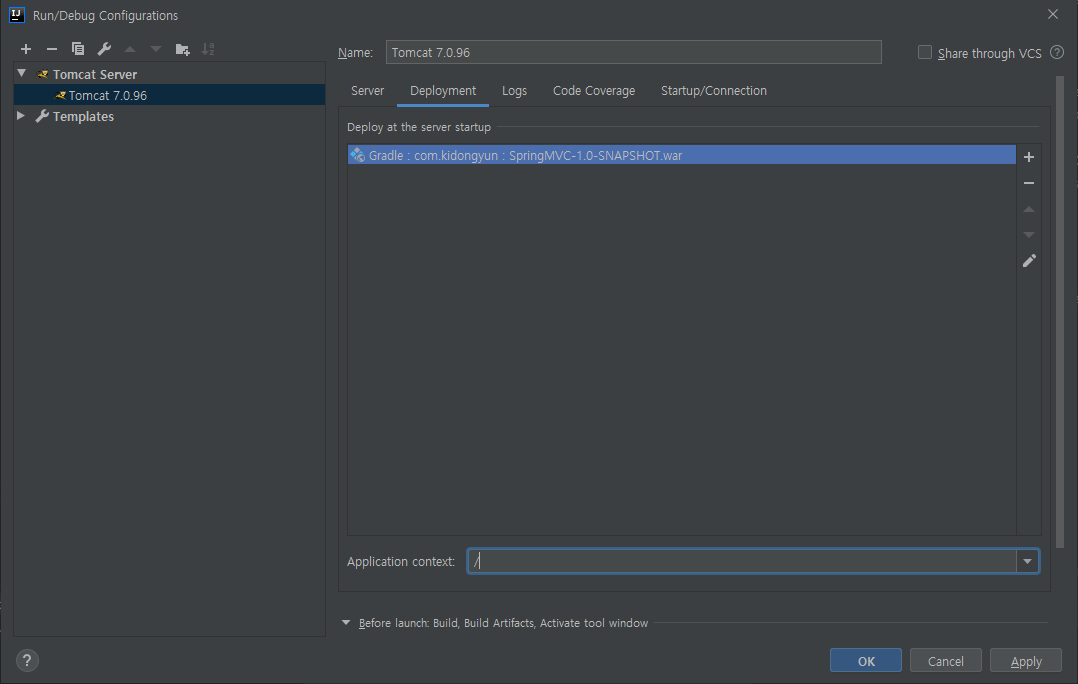 Run/Debug Configurations
Name: Tomcat 7.0.96
Share through VCS ?
Tomcat Server
Tomcat 7.0.96
Templates
Server Deployment Logs Code Coverage Startup/Connection
Deploy at the server startup
Gradle : com.kidongyun : SpringMVC-1.0-SNAPSHOT.war
Application context: /
Before launch: Build, Build Artifacts, Activate tool window
? OK Cancel Apply